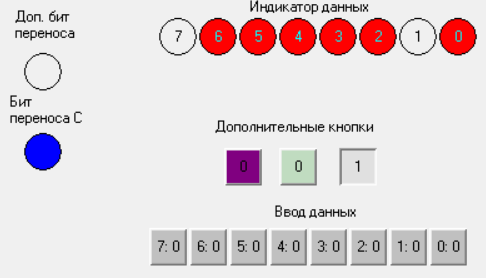 Доп. бит
переноса
Индикатор данных
7 6 5 4 3 2 1 0
Бит
переноса С
Дополнительные кнопки
0 0 1
Ввод данных
7: 0 6: 0 5: 0 4: 0 3: 0 2: 0 1: 0 0: 0